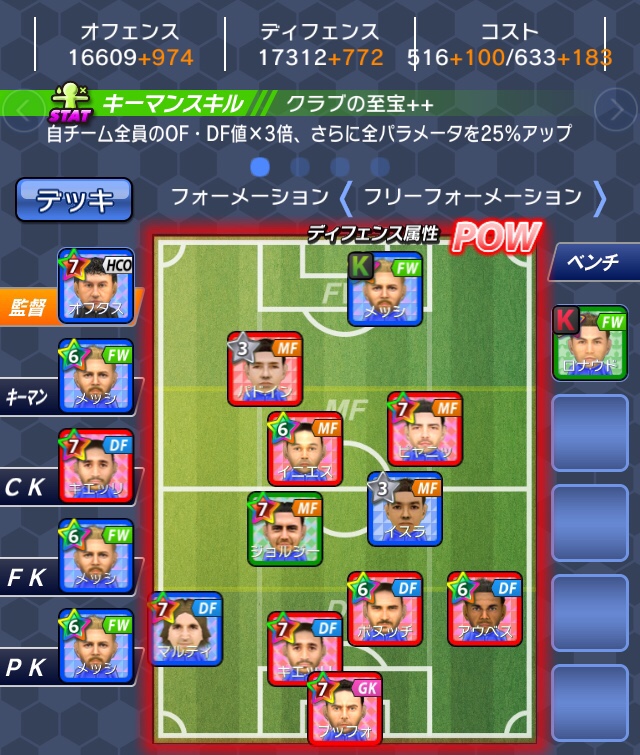 オフェンス ディフェンス コスト
16609+974 17312+772 516+100/633+183
STAT キーマンスキル クラブの至宝++
自チーム全員のOF・DF値×3倍、さらに全パラメータを25%アップ
デッキ フォーメーション フリーフォーメーション
ディフェンス属性 POW
ベンチ
監督 7 HCO オフタス
キーマン 6 FW メッシ
CK 7 DF キエッリ
FK 6 FW メッシ
PK 6 FW メッシ
K FW メッシ
3 MF パトイン
7 MF ピヤニッ
6 MF イニエス
3 MF イスラ
7 MF ジョルジー
6 DF ボヌッチ
6 DF アウベス
7 DF マルディ
7 DF キエッリ
7 GK ブッフォ
K FW ロナウド
FW
MF